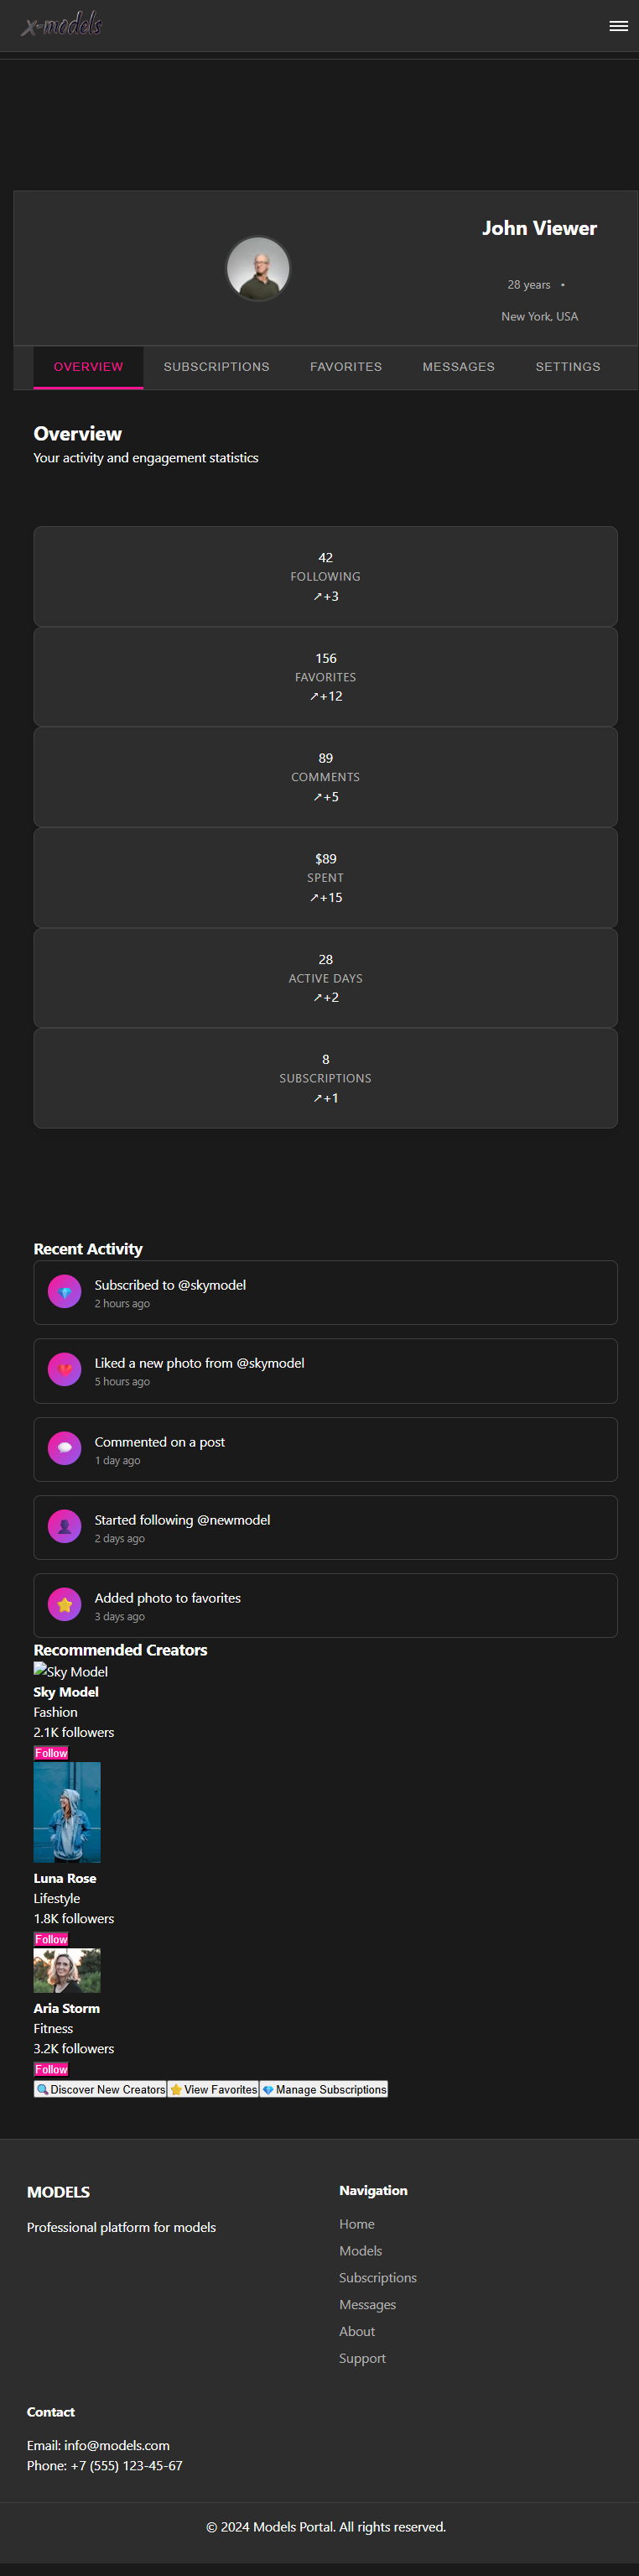 x-models
John Viewer
28 years •
New York, USA
OVERVIEW SUBSCRIPTIONS FAVORITES MESSAGES SETTINGS
Overview
Your activity and engagement statistics
42
FOLLOWING
↗+3
156
FAVORITES
↗+12
89
COMMENTS
↗+5
$89
SPENT
↗+15
28
ACTIVE DAYS
↗+2
8
SUBSCRIPTIONS
↗+1
Recent Activity
Subscribed to @skymodel
2 hours ago
Liked a new photo from @skymodel
5 hours ago
Commented on a post
1 day ago
Started following @newmodel
2 days ago
Added photo to favorites
3 days ago
Recommended Creators
Sky Model
Sky Model
Fashion
2.1K followers
Follow
Luna Rose
Lifestyle
1.8K followers
Follow
Aria Storm
Fitness
3.2K followers
Follow
Discover New Creators View Favorites Manage Subscriptions
MODELS
Professional platform for models
Navigation
Home
Models
Subscriptions
Messages
About
Support
Contact
Email: info@models.com
Phone: +7 (555) 123-45-67
© 2024 Models Portal. All rights reserved.